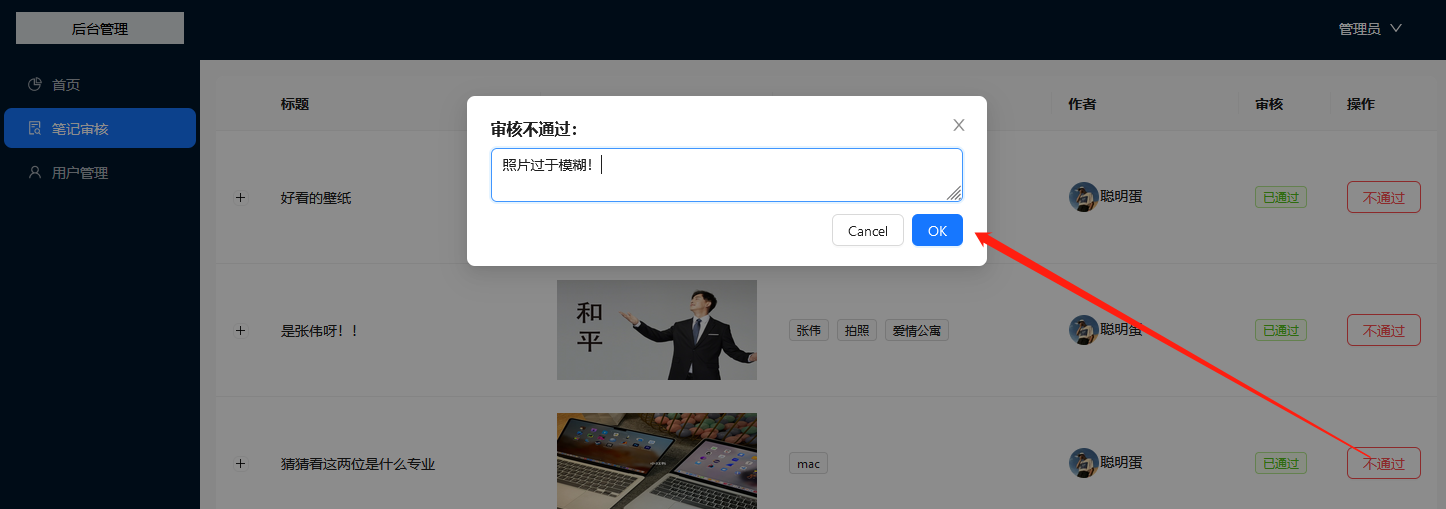 后台管理
管理员
首页
笔记审核
用户管理
标题
作者
审核
操作
审核不通过：
照片过于模糊！
Cancel
OK
好看的壁纸
聪明蛋
已通过
不通过
是张伟呀！！
和
平
张伟
拍照
爱情公寓
聪明蛋
已通过
不通过
猜猜看这两位是什么专业
mac
聪明蛋
已通过
不通过